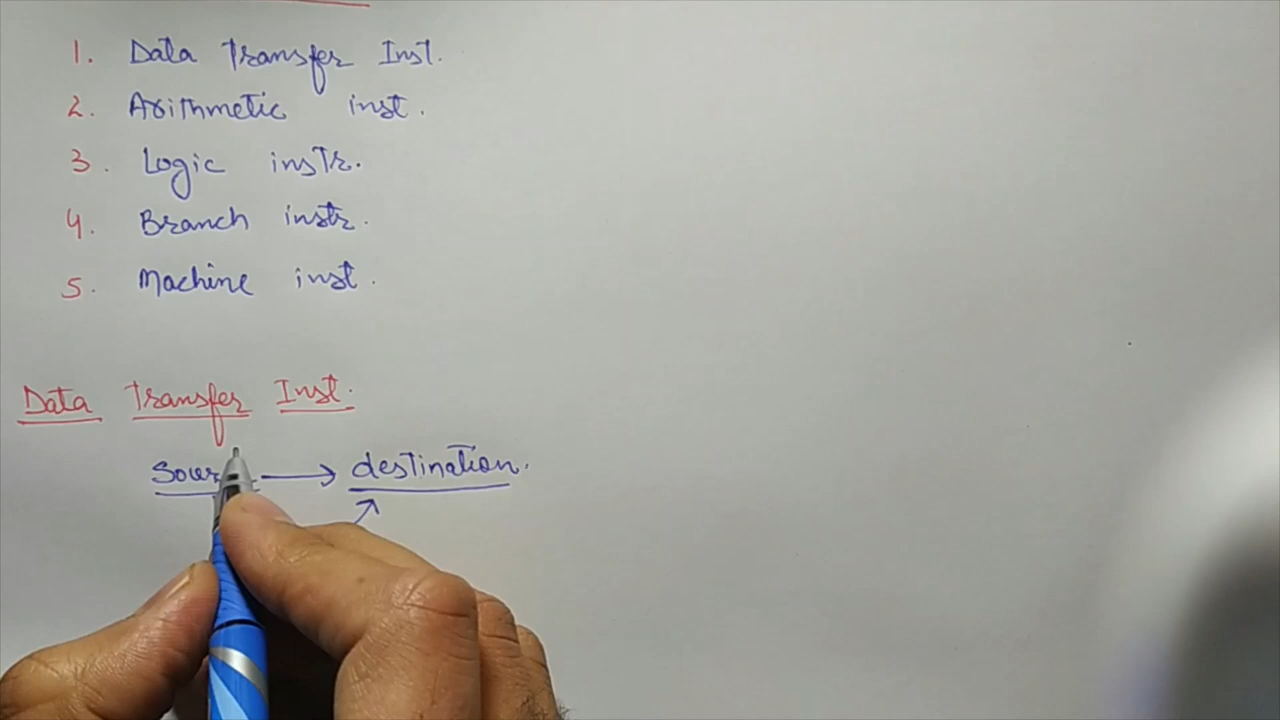 1. Data Transfer Inst.
2. Arithmetic inst.
3. Logic instr.
4. Branch instr.
5. Machine inst.
Data Transfer Inst.
→ destination.